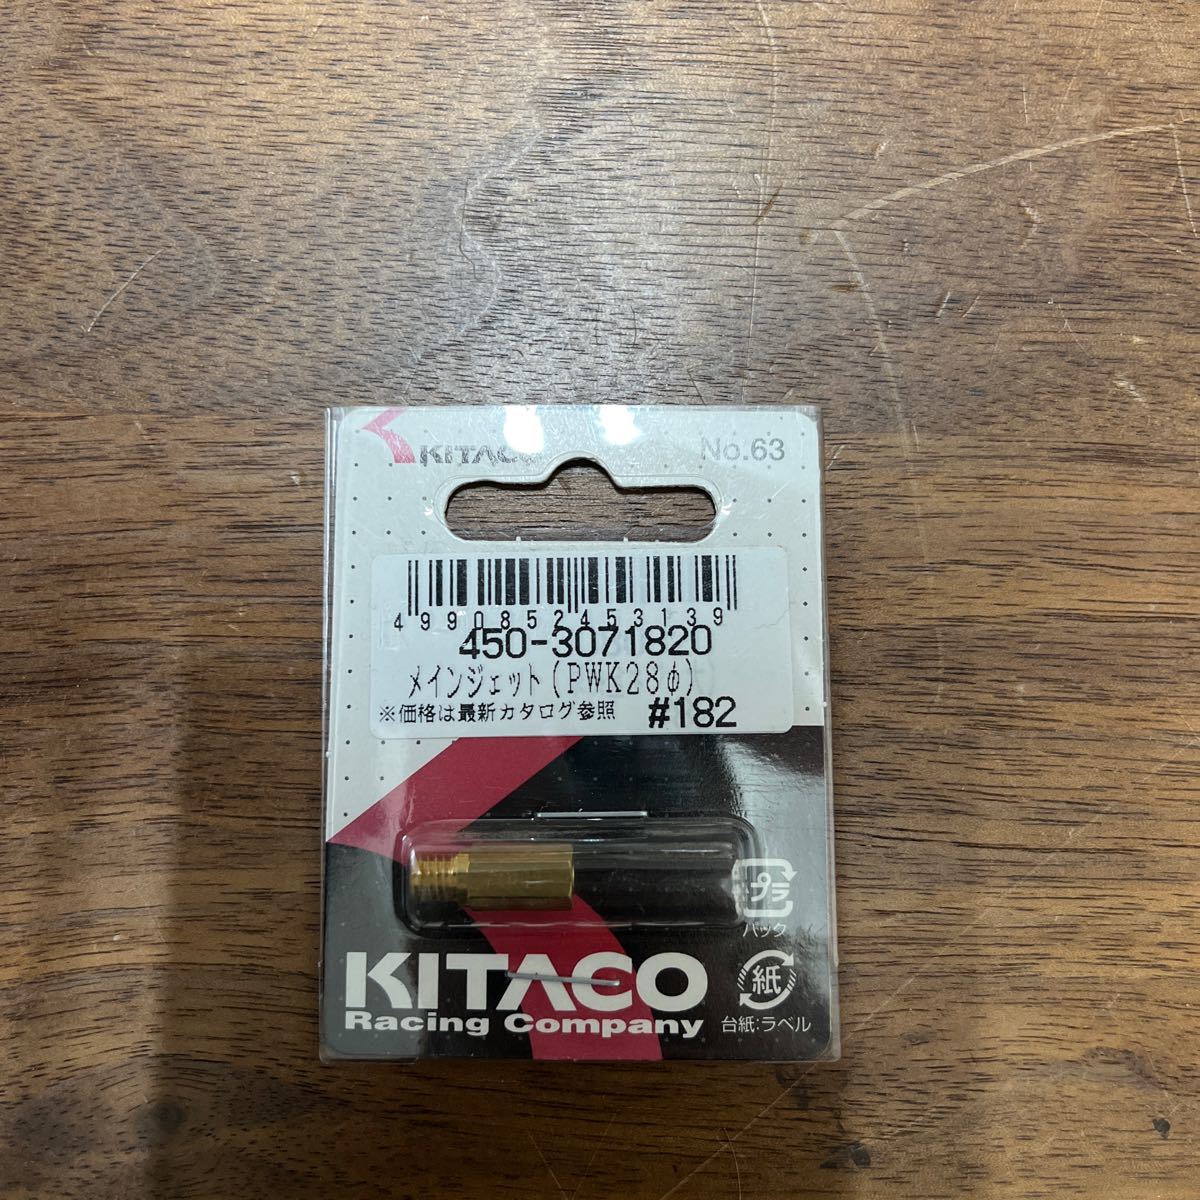 KITACO
No.63
4990852453139
450-3071820
メインジェット(PWK28φ)
※価格は最新カタログ参照 #182
プラ
パック
KITACO
Racing Company
紙
台紙:ラベル